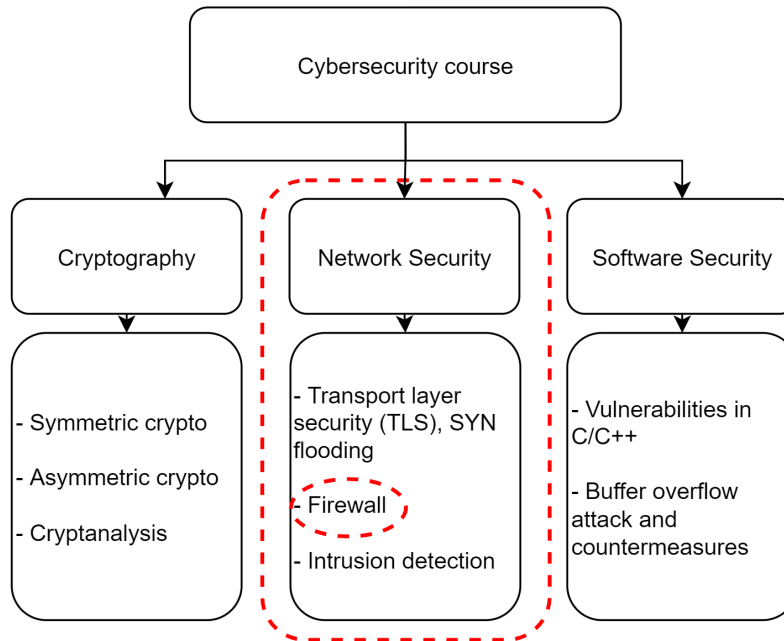 Cybersecurity course
Cryptography
Network Security
Software Security
- Symmetric crypto
- Asymmetric crypto
- Cryptanalysis
- Transport layer
security (TLS), SYN
flooding
- Firewall
- Intrusion detection
- Vulnerabilities in
C/C++
- Buffer overflow
attack and
countermeasures